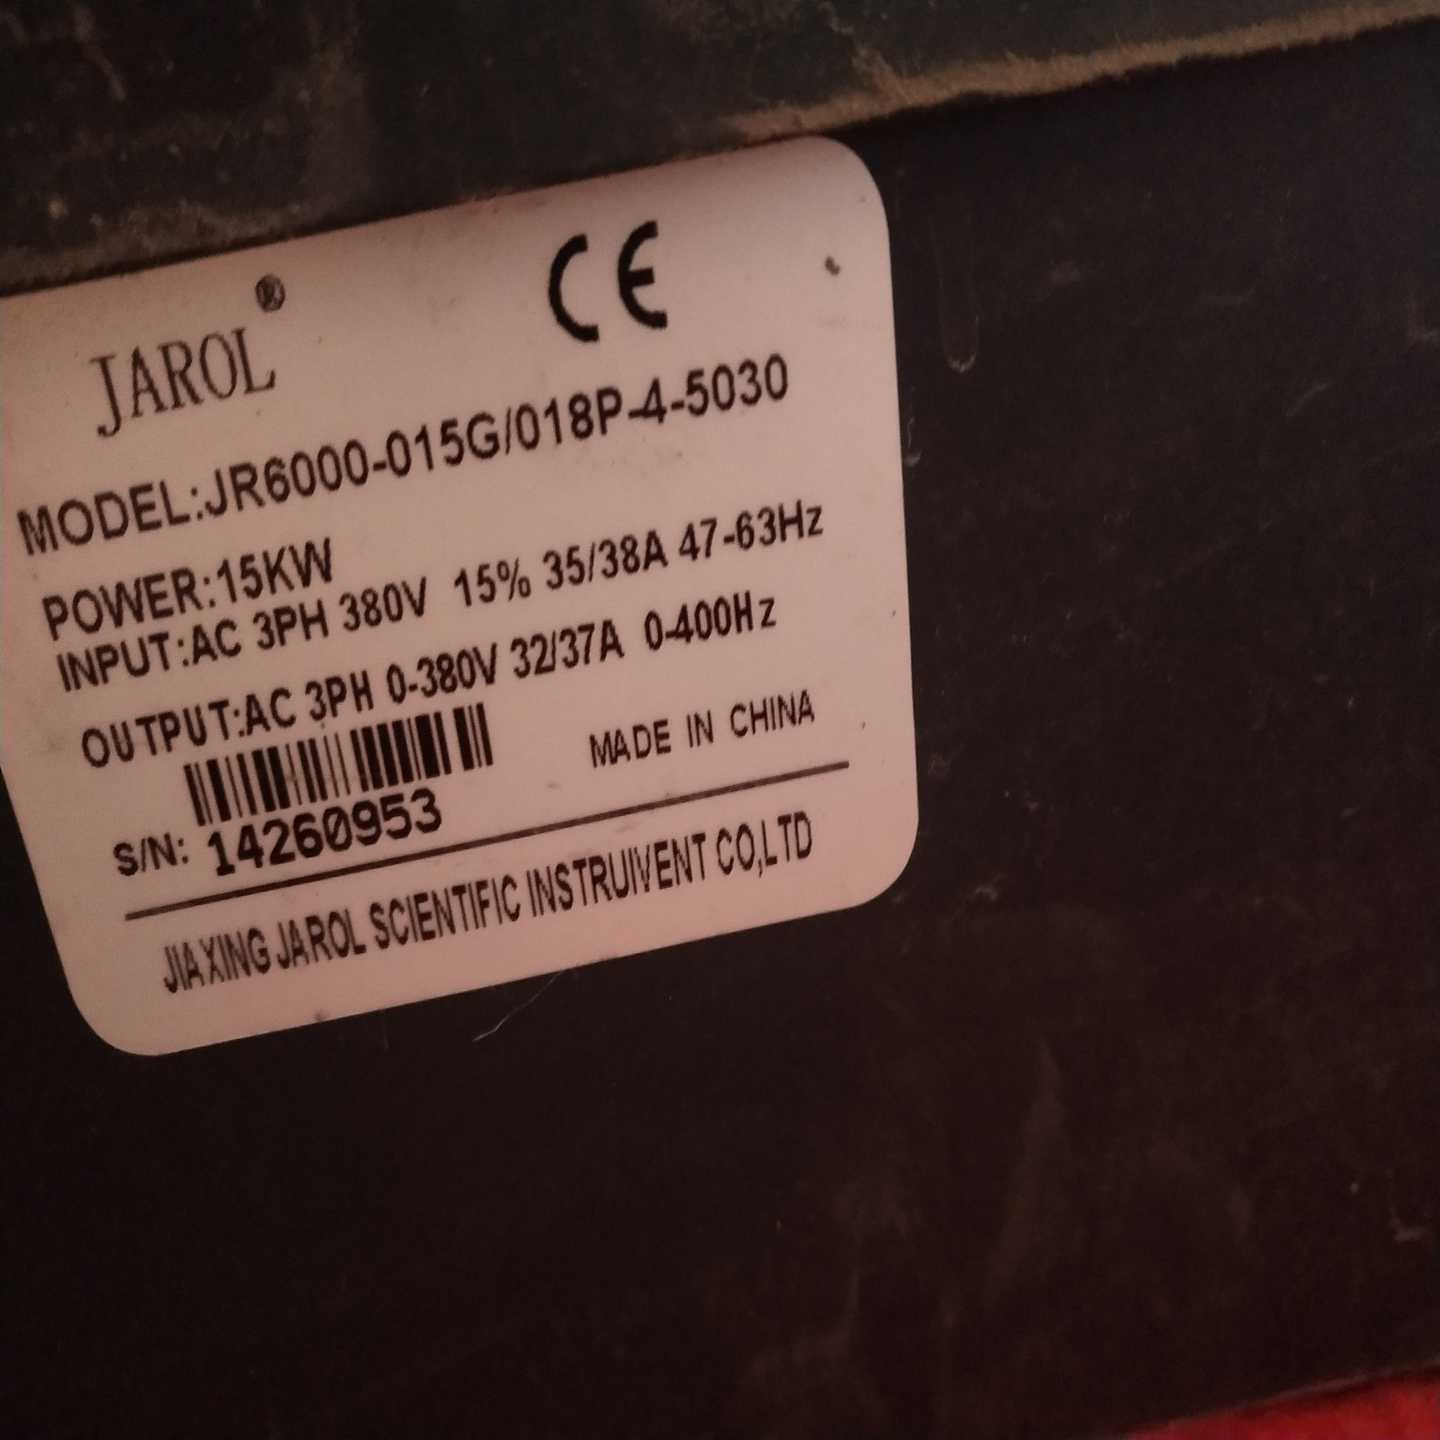 JAROL® CE
MODEL:JR6000-015G/018P-4-5030
POWER:15KW
INPUT:AC 3PH 380V 15% 35/38A 47-63Hz
OUTPUT:AC 3PH 0-380V 32/37A 0-400Hz
MADE IN CHINA
S/N: 14260953
JIAXING JAROL SCIENTIFIC INSTRUIVENT CO,LTD